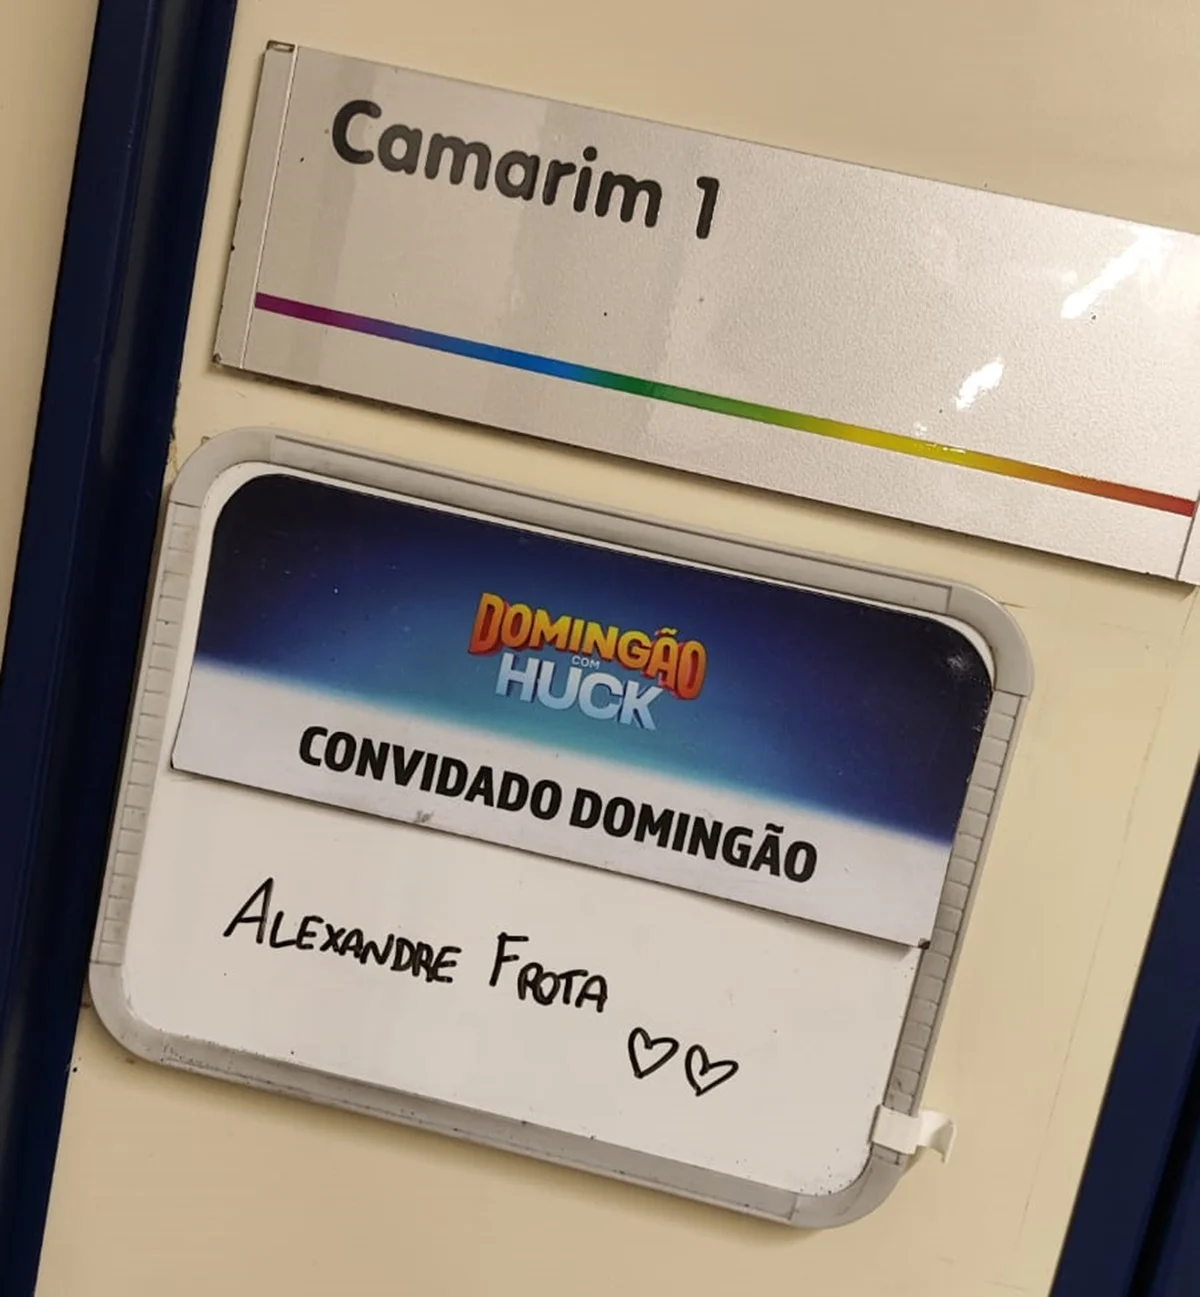 Camarim 1
DOMINGÃO
COM
HUCK
CONVIDADO DOMINGÃO
ALEXANDRE FROTA